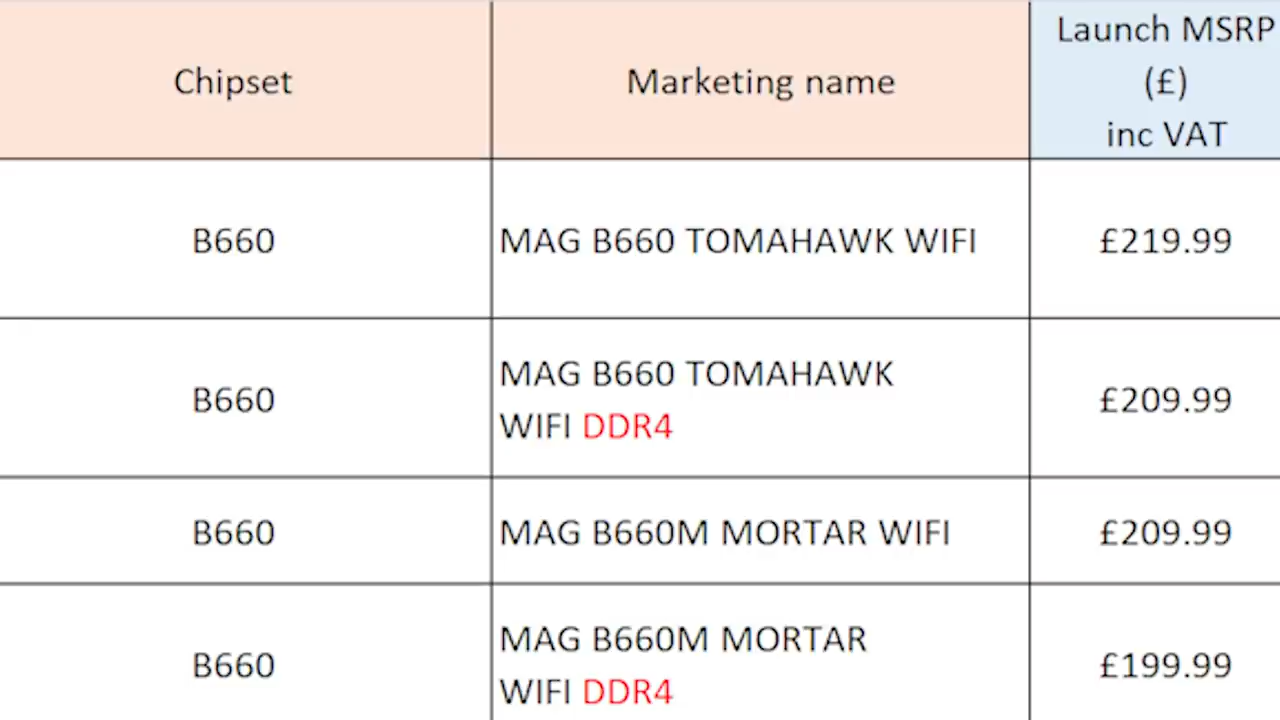 Chipset
Marketing name
Launch MSRP
(£)
inc VAT
B660
MAG B660 TOMAHAWK WIFI
£219.99
B660
MAG B660 TOMAHAWK
WIFI DDR4
£209.99
B660
MAG B660M MORTAR WIFI
£209.99
B660
MAG B660M MORTAR
WIFI DDR4
£199.99